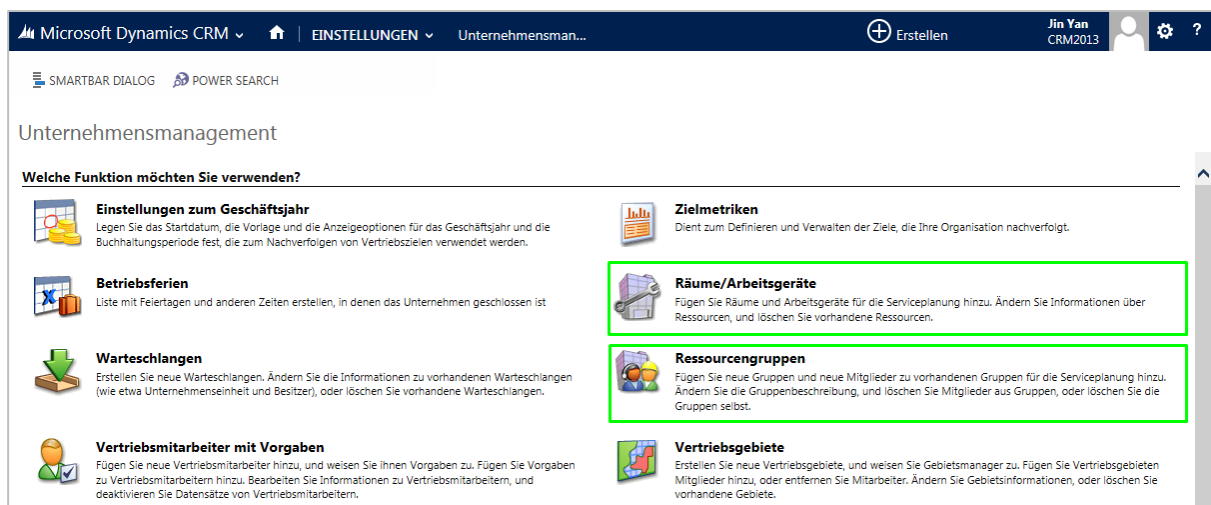 Microsoft Dynamics CRM EINSTELLUNGEN Unternehmensman... Erstellen Jin Yan ?
CRM2013
SMARTBAR DIALOG POWER SEARCH
Unternehmensmanagement
Welche Funktion möchten Sie verwenden?
Einstellungen zum Geschäftsjahr
Legen Sie das Startdatum, die Vorlage und die Anzeigeoptionen für das Geschäftsjahr und die
Buchhaltungsperiode fest, die zum Nachverfolgen von Vertriebszielen verwendet werden.
Zielmetriken
Dient zum Definieren und Verwalten der Ziele, die Ihre Organisation nachverfolgt.
Betriebsferien
Liste mit Feiertagen und anderen Zeiten erstellen, in denen das Unternehmen geschlossen ist
Räume/Arbeitsgeräte
Fügen Sie Räume und Arbeitsgeräte für die Serviceplanung hinzu. Ändern Sie Informationen über
Ressourcen, und löschen Sie vorhandene Ressourcen.
Warteschlangen
Erstellen Sie neue Warteschlangen. Ändern Sie die Informationen zu vorhandenen Warteschlangen
(wie etwa Unternehmenseinheit und Besitzer), oder löschen Sie vorhandene Warteschlangen.
Ressourcengruppen
Fügen Sie neue Gruppen und neue Mitglieder zu vorhandenen Gruppen für die Serviceplanung hinzu.
Ändern Sie die Gruppenbeschreibung, und löschen Sie Mitglieder aus Gruppen, oder löschen Sie die
Gruppen selbst.
Vertriebsmitarbeiter mit Vorgaben
Fügen Sie neue Vertriebsmitarbeiter hinzu, und weisen Sie ihnen Vorgaben zu. Fügen Sie Vorgaben
zu Vertriebsmitarbeitern hinzu. Bearbeiten Sie Informationen zu Vertriebsmitarbeitern, und
deaktivieren Sie Datensätze von Vertriebsmitarbeitern.
Vertriebsgebiete
Erstellen Sie neue Vertriebsgebiete, und weisen Sie Gebietsmanager zu. Fügen Sie Vertriebsgebieten
Mitglieder hinzu, oder entfernen Sie Mitarbeiter. Ändern Sie Gebietsinformationen, oder löschen Sie
vorhandene Gebiete.